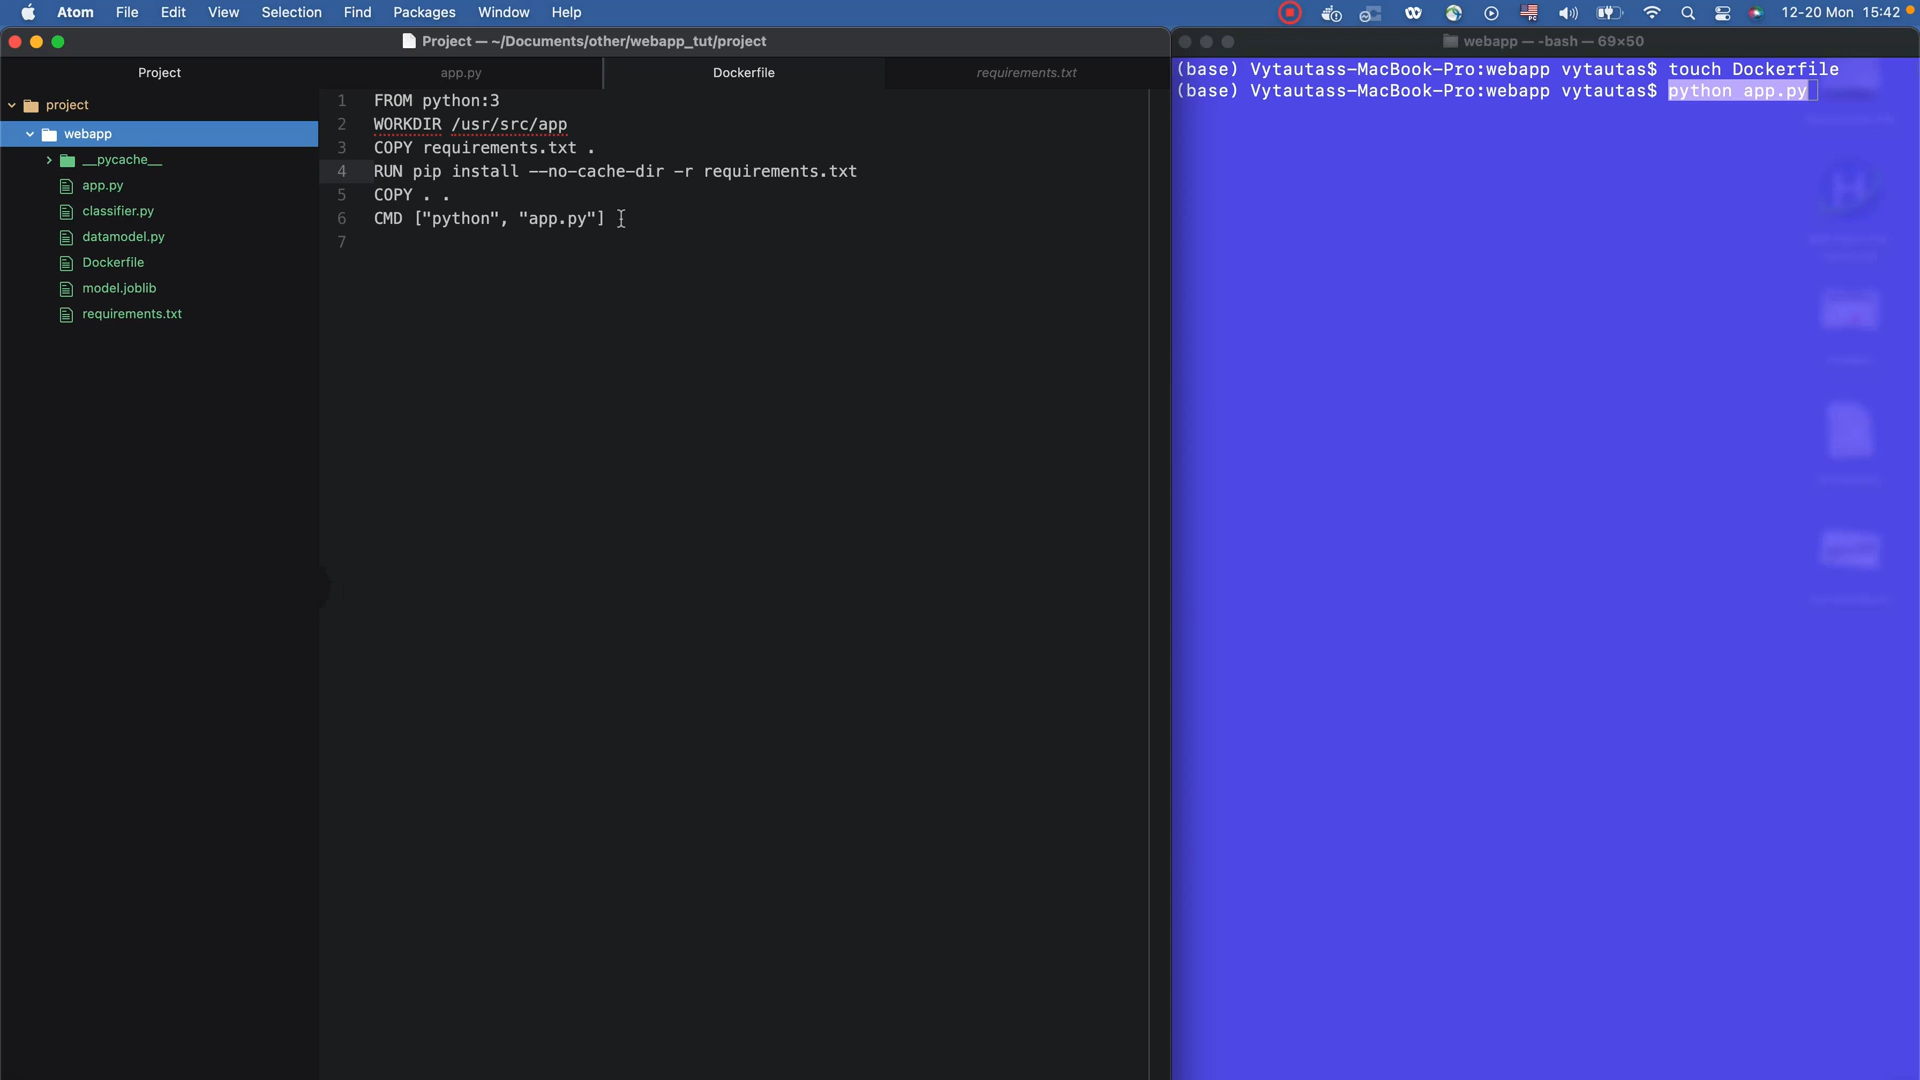 Atom File Edit View Selection Find Packages Window Help
12-20 Mon 15:42
Project — ~/Documents/other/webapp_tut/project
webapp — -bash — 69×50
Project
app.py
Dockerfile
requirements.txt
project
webapp
__pycache__
app.py
classifier.py
datamodel.py
Dockerfile
model.joblib
requirements.txt
1 FROM python:3
2 WORKDIR /usr/src/app
3 COPY requirements.txt .
4 RUN pip install --no-cache-dir -r requirements.txt
5 COPY . .
6 CMD ["python", "app.py"]
7
(base) Vytautass-MacBook-Pro:webapp vytautas$ touch Dockerfile
(base) Vytautass-MacBook-Pro:webapp vytautas$ python app.py